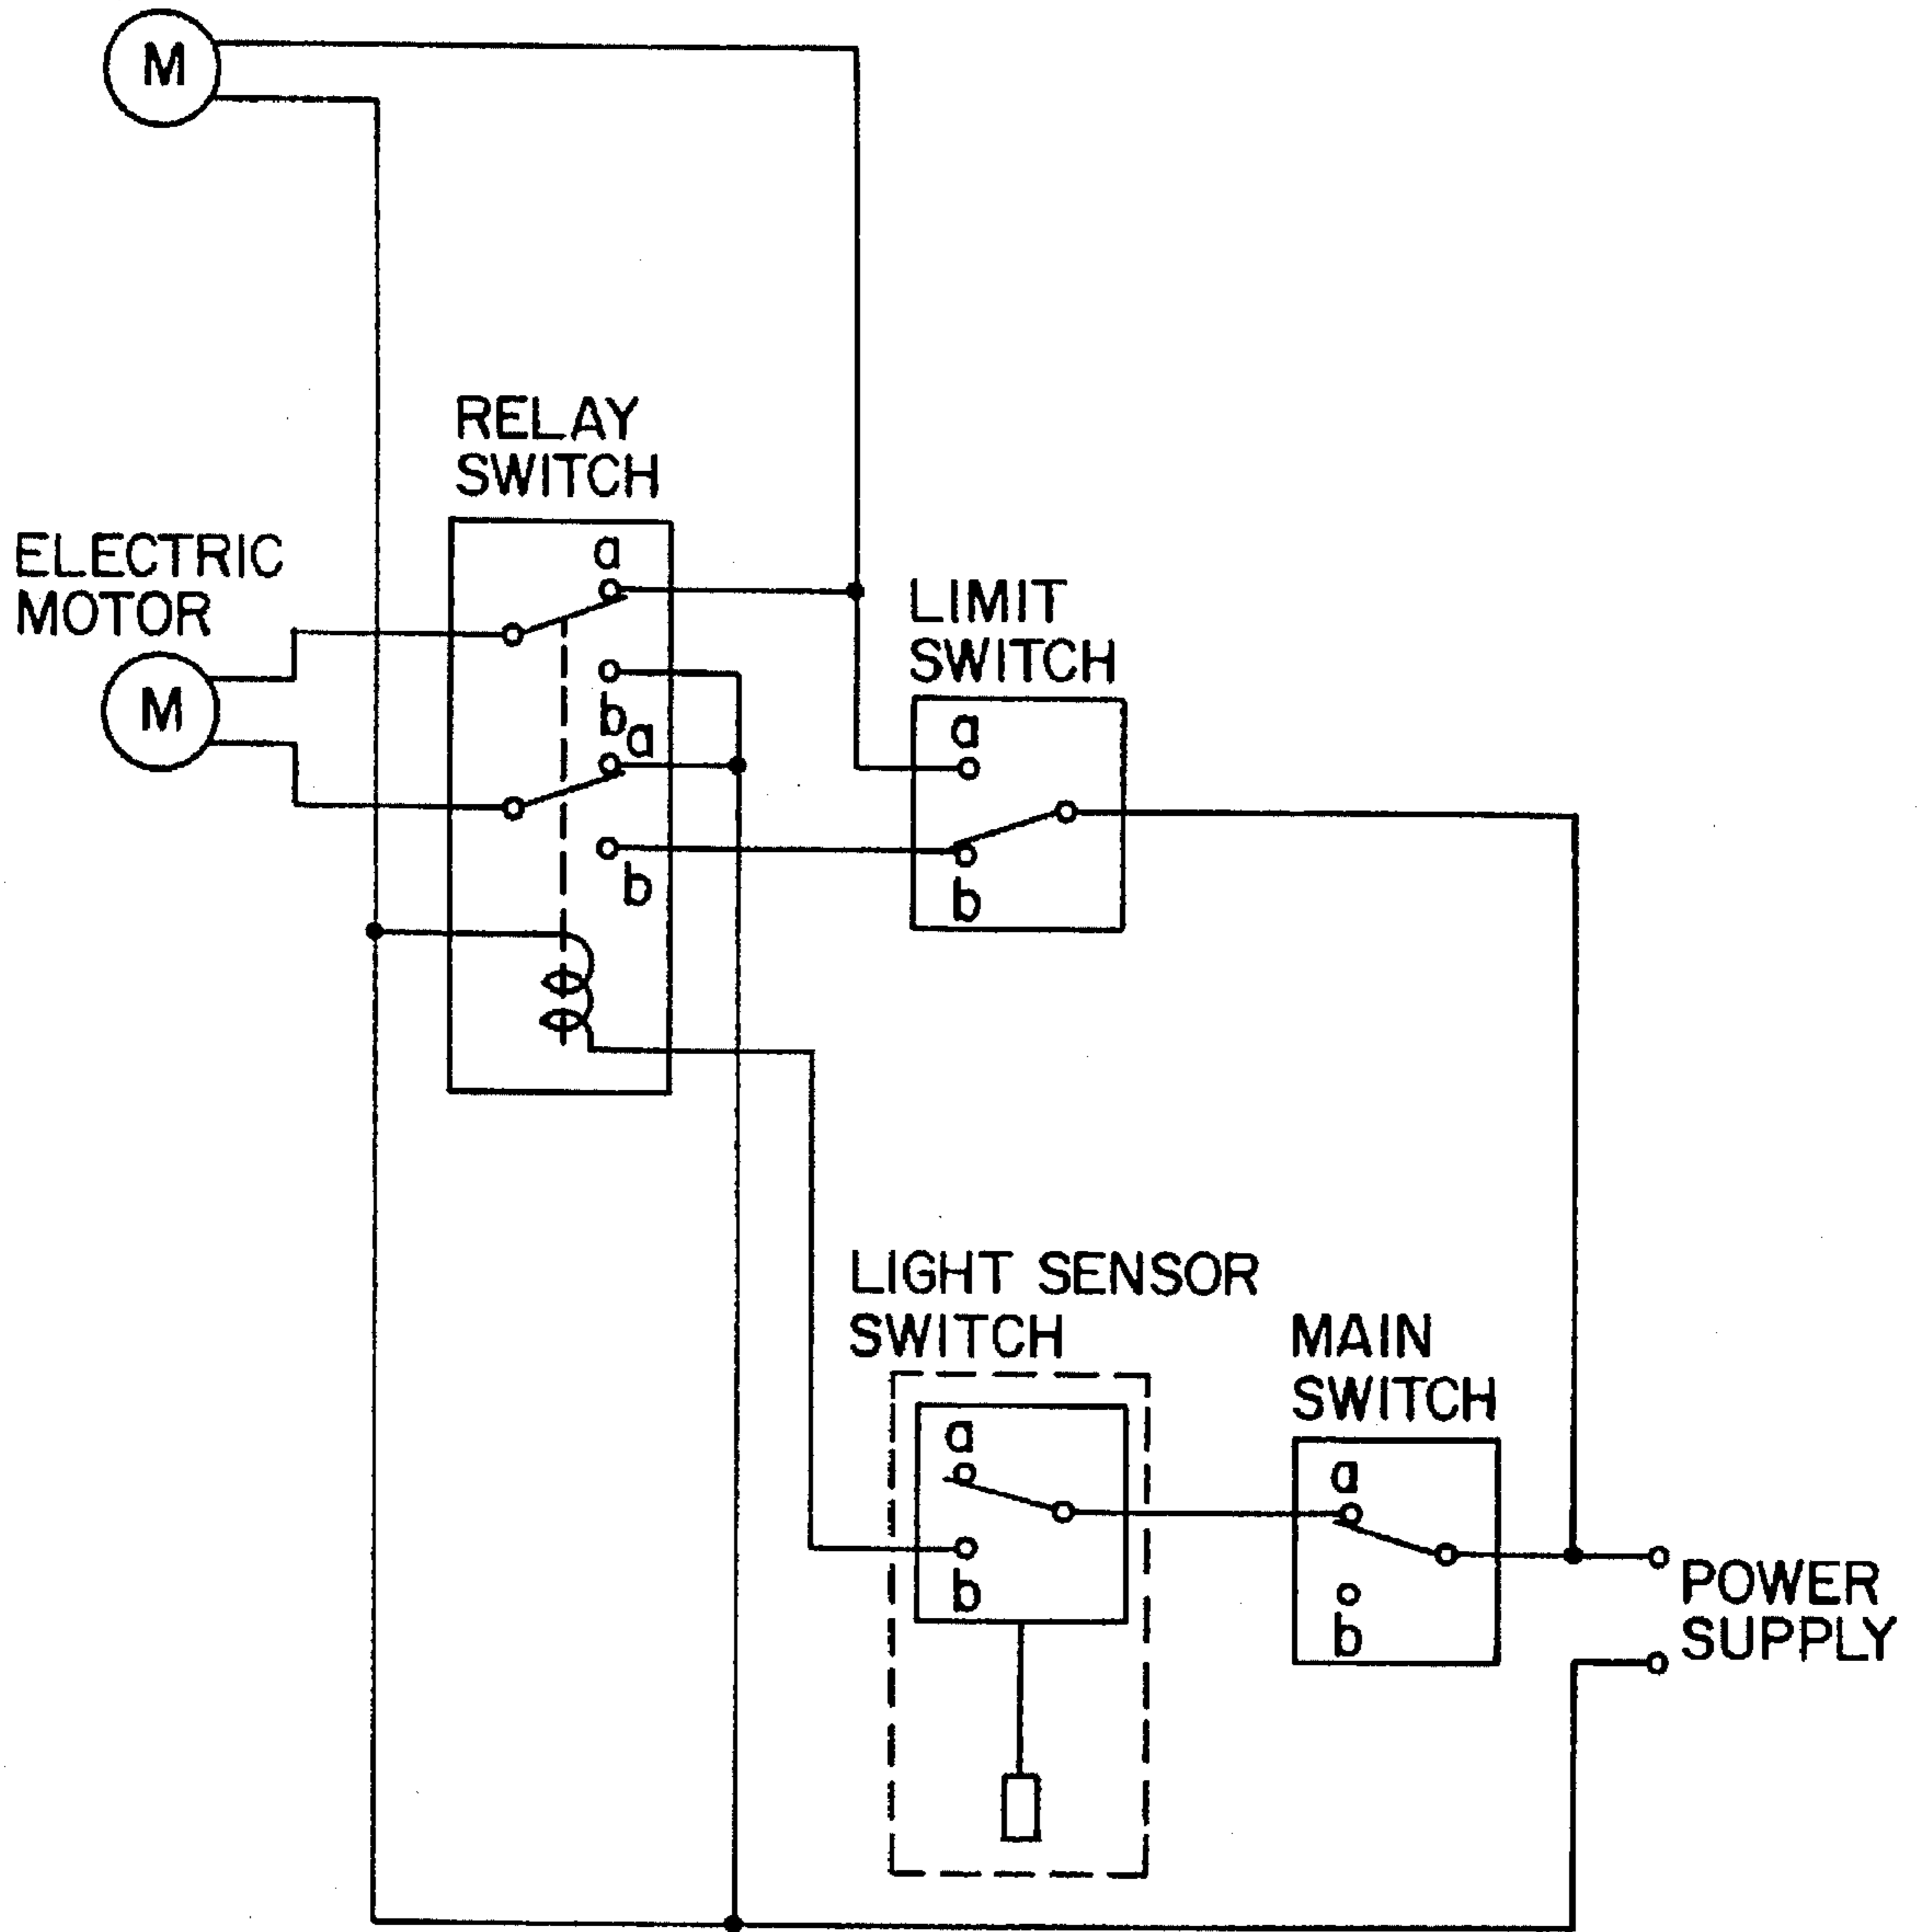 M
RELAY
SWITCH
ELECTRIC
MOTOR
M
a
b
a
b
LIMIT
SWITCH
a
b
LIGHT SENSOR
SWITCH
a
b
MAIN
SWITCH
a
b
POWER
SUPPLY